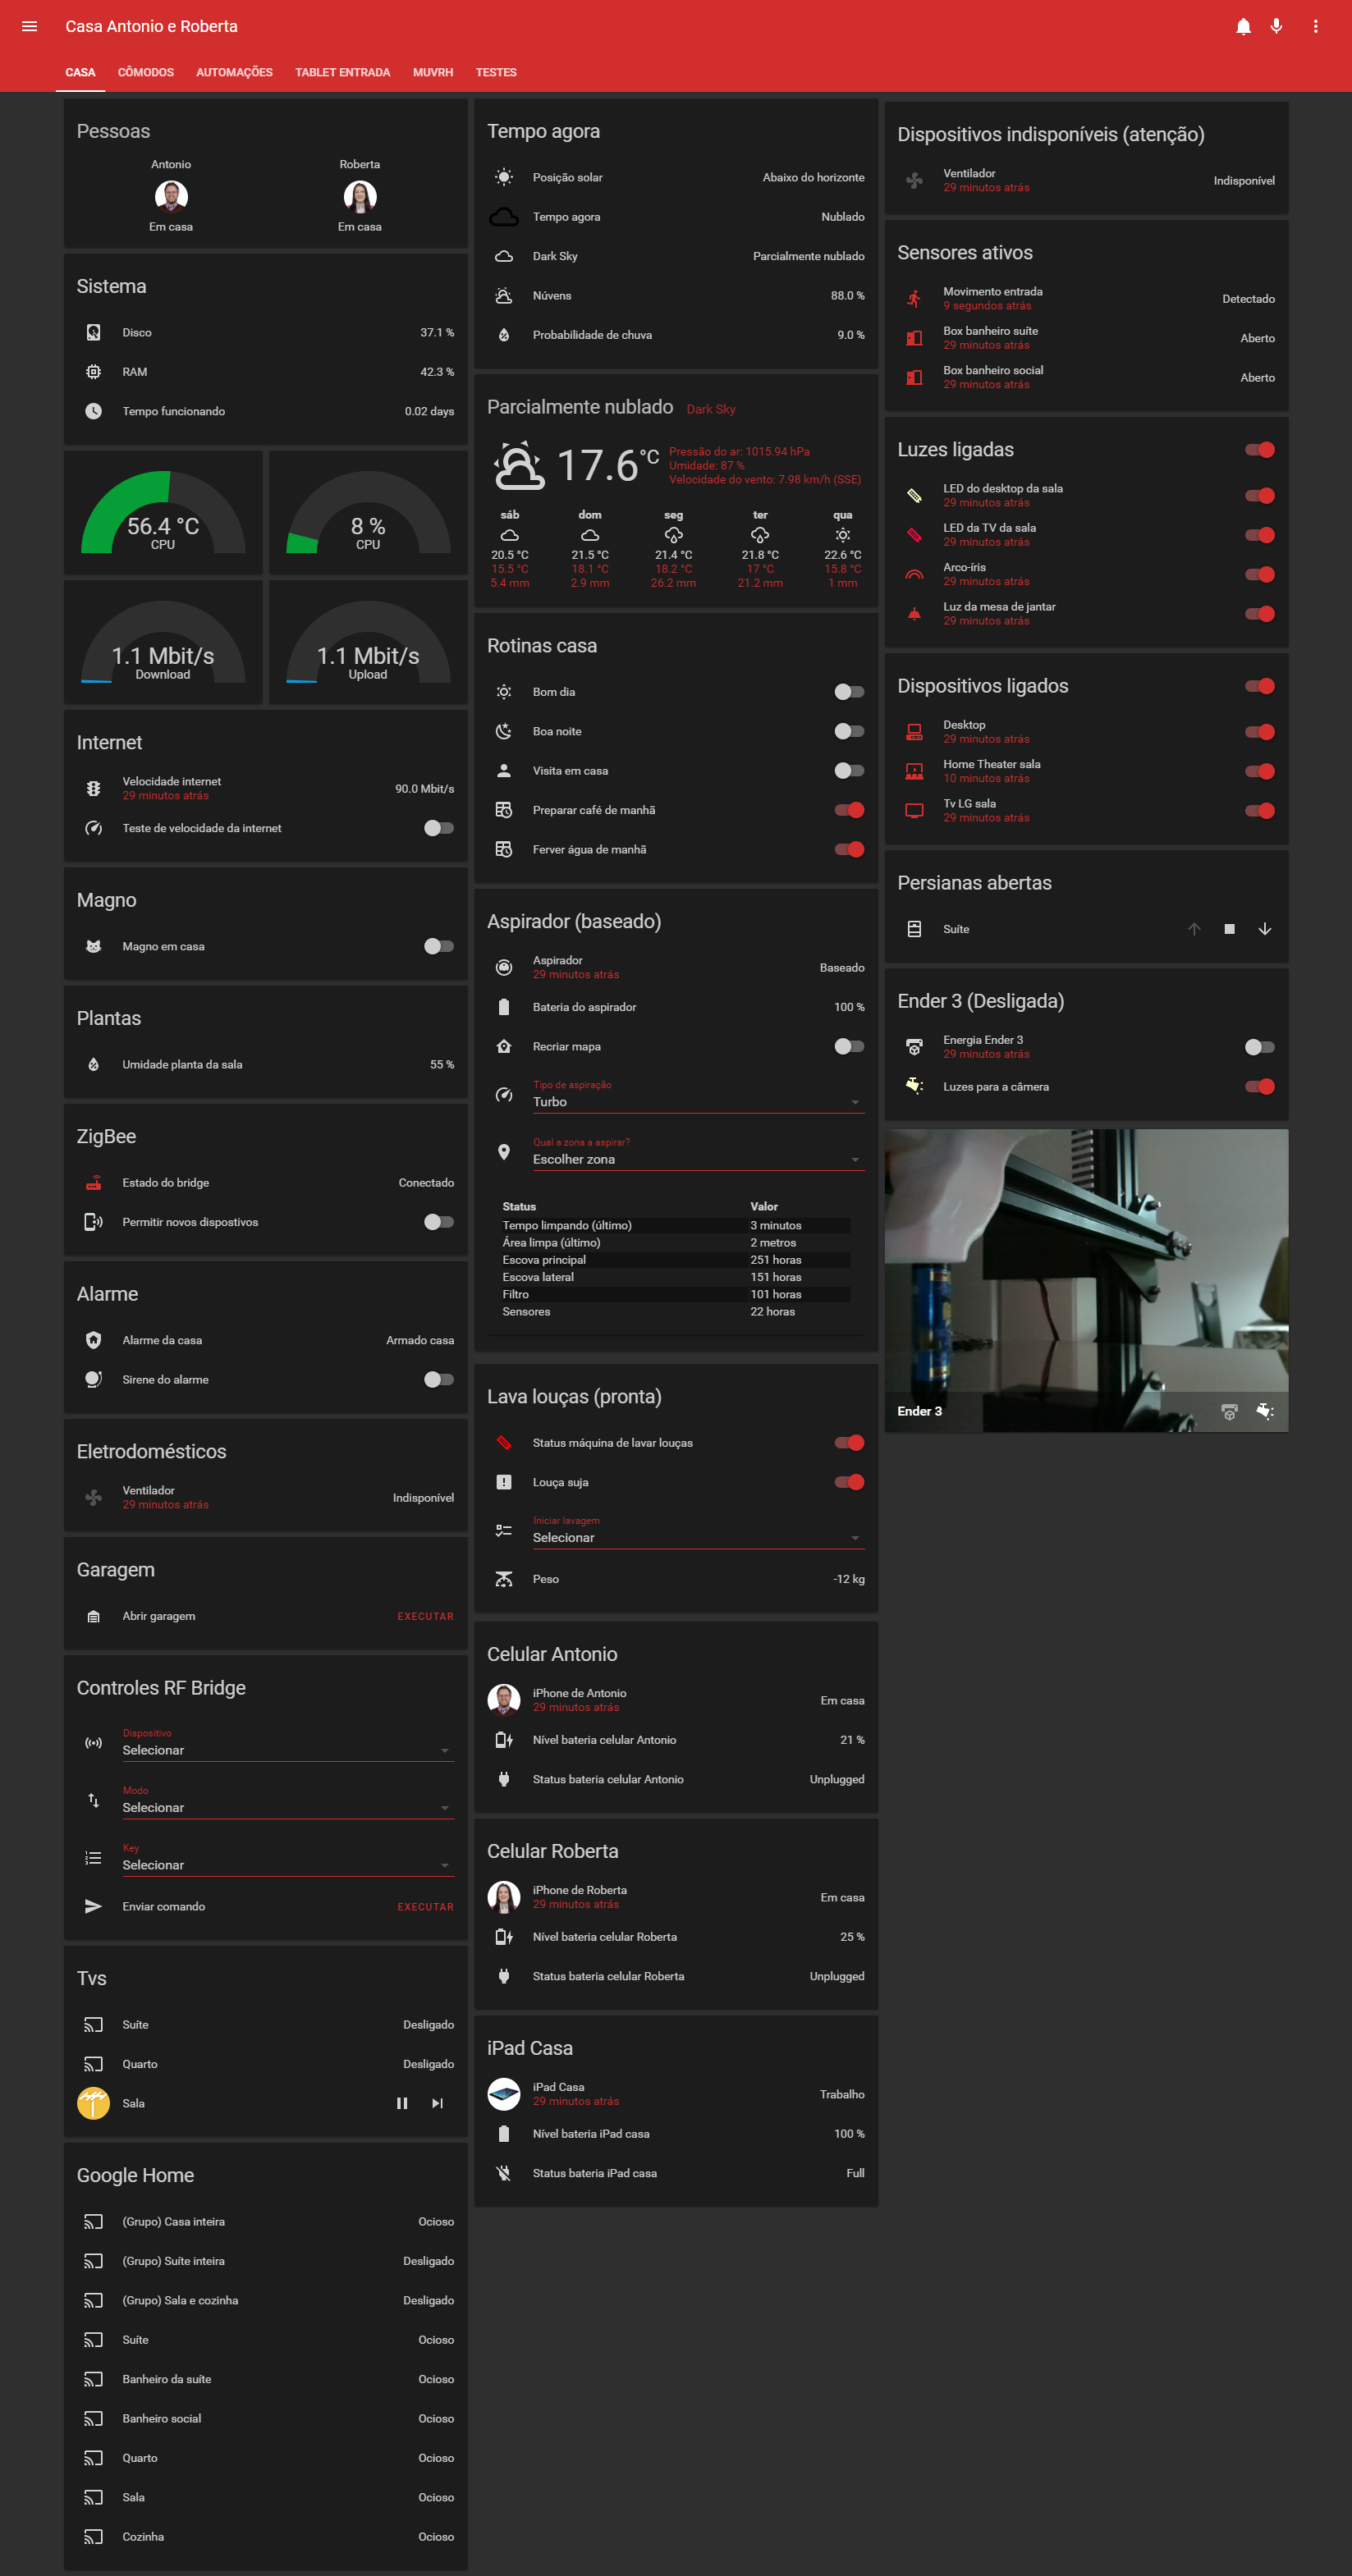 Casa Antonio e Roberta
CASA
CÔMODOS
AUTOMAÇÕES
TABLET ENTRADA
MUVRH
TESTES
Pessoas
Antonio
Roberta
Em casa
Em casa
Sistema
Disco 37.1 %
RAM 42.3 %
Tempo funcionando 0.02 days
56.4 °C
CPU
8 %
CPU
1.1 Mbit/s
Download
1.1 Mbit/s
Upload
Internet
Velocidade internet
29 minutos atrás
90.0 Mbit/s
Teste de velocidade da internet
Magno
Magno em casa
Plantas
Umidade planta da sala 55 %
ZigBee
Estado do bridge Conectado
Permitir novos dispostivos
Alarme
Alarme da casa Armado casa
Sirene do alarme
Eletrodomésticos
Ventilador
29 minutos atrás
Indisponível
Garagem
Abrir garagem EXECUTAR
Controles RF Bridge
Dispositivo
Selecionar
Modo
Selecionar
Key
Selecionar
Enviar comando EXECUTAR
Tvs
Suíte Desligado
Quarto Desligado
Sala
Google Home
(Grupo) Casa inteira Ocioso
(Grupo) Suíte inteira Desligado
(Grupo) Sala e cozinha Desligado
Suíte Ocioso
Banheiro da suíte Ocioso
Banheiro social Ocioso
Quarto Ocioso
Sala Ocioso
Cozinha Ocioso
Tempo agora
Posição solar Abaixo do horizonte
Tempo agora Nublado
Dark Sky Parcialmente nublado
Núvens 88.0 %
Probabilidade de chuva 9.0 %
Parcialmente nublado Dark Sky
17.6 °C
Pressão do ar: 1015.94 hPa
Umidade: 87 %
Velocidade do vento: 7.98 km/h (SSE)
sáb dom seg ter qua
20.5 °C 21.5 °C 21.4 °C 21.8 °C 22.6 °C
15.5 °C 18.1 °C 18.2 °C 17 °C 15.8 °C
5.4 mm 2.9 mm 26.2 mm 21.2 mm 1 mm
Rotinas casa
Bom dia
Boa noite
Visita em casa
Preparar café de manhã
Ferver água de manhã
Aspirador (baseado)
Aspirador
29 minutos atrás
Baseado
Bateria do aspirador 100 %
Recriar mapa
Tipo de aspiração
Turbo
Qual a zona a aspirar?
Escolher zona
Status Valor
Tempo limpando (último) 3 minutos
Área limpa (último) 2 metros
Escova principal 251 horas
Escova lateral 151 horas
Filtro 101 horas
Sensores 22 horas
Lava louças (pronta)
Status máquina de lavar louças
Louça suja
Iniciar lavagem
Selecionar
Peso -12 kg
Celular Antonio
iPhone de Antonio
29 minutos atrás
Em casa
Nível bateria celular Antonio 21 %
Status bateria celular Antonio Unplugged
Celular Roberta
iPhone de Roberta
29 minutos atrás
Em casa
Nível bateria celular Roberta 25 %
Status bateria celular Roberta Unplugged
iPad Casa
iPad Casa
29 minutos atrás
Trabalho
Nível bateria iPad casa 100 %
Status bateria iPad casa Full
Dispositivos indisponíveis (atenção)
Ventilador
29 minutos atrás
Indisponível
Sensores ativos
Movimento entrada
9 segundos atrás
Detectado
Box banheiro suíte
29 minutos atrás
Aberto
Box banheiro social
29 minutos atrás
Aberto
Luzes ligadas
LED do desktop da sala
29 minutos atrás
LED da TV da sala
29 minutos atrás
Arco-íris
29 minutos atrás
Luz da mesa de jantar
29 minutos atrás
Dispositivos ligados
Desktop
29 minutos atrás
Home Theater sala
10 minutos atrás
Tv LG sala
29 minutos atrás
Persianas abertas
Suíte
Ender 3 (Desligada)
Energia Ender 3
29 minutos atrás
Luzes para a câmera
Ender 3